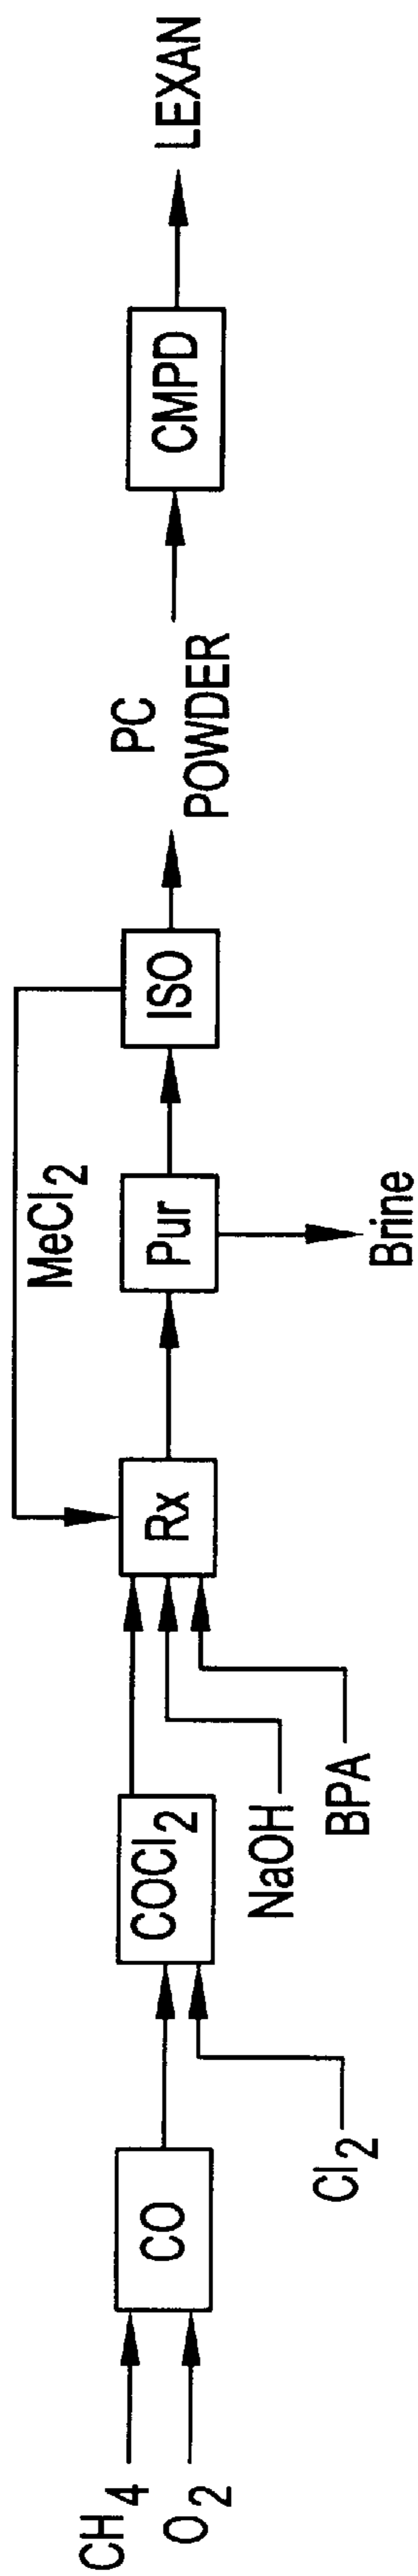 CH4
O2
CO
Cl2
COCl2
NaOH
BPA
Rx
MeCl2
Pur
Brine
ISO
PC
POWDER
CMPD
LEXAN